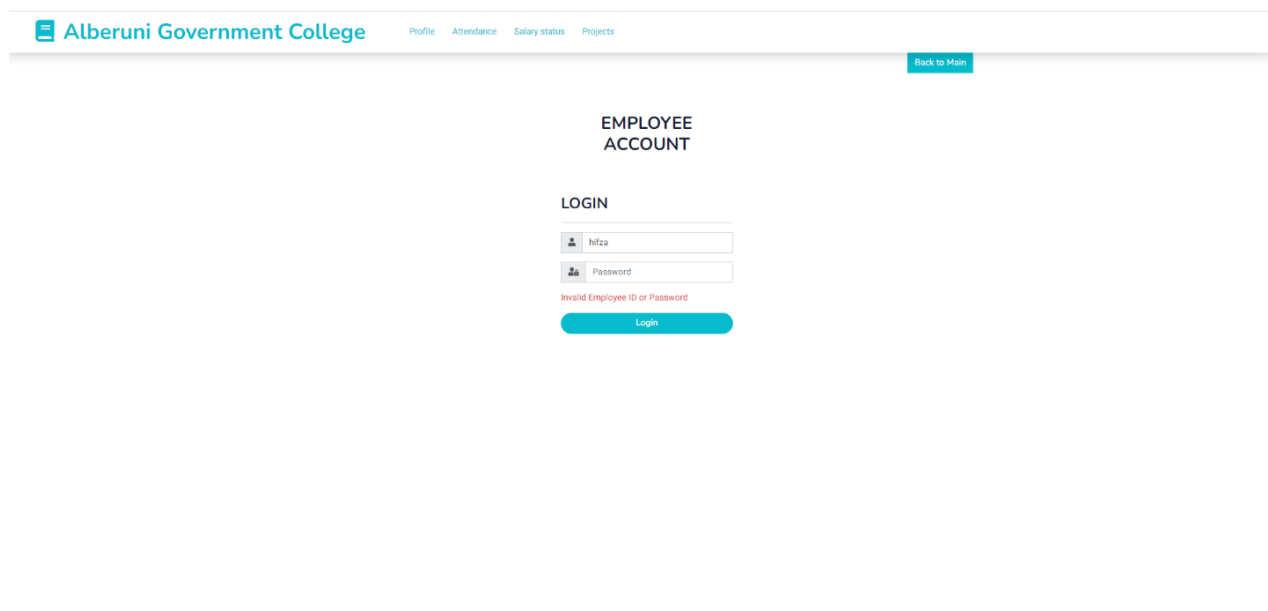 Alberuni Government College
Profile Attendance Salary status Projects
Back to Main
EMPLOYEE
ACCOUNT
LOGIN
hifza
Password
Invalid Employee ID or Password
Login